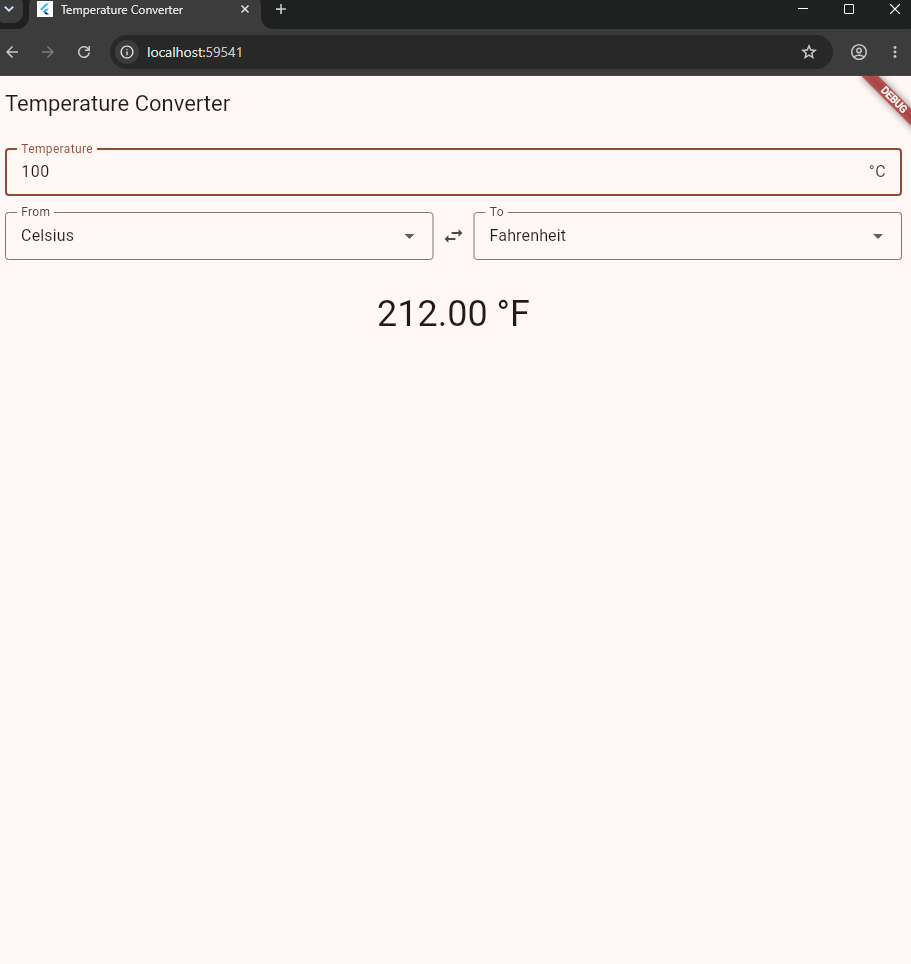 Temperature Converter
localhost:59541
Temperature Converter
DEBUG
Temperature
100 °C
From To
Celsius Fahrenheit
212.00 °F